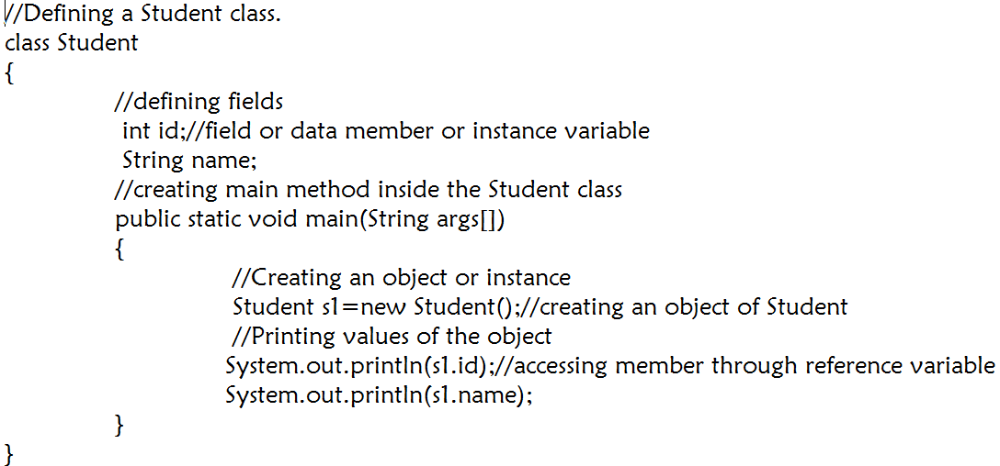 //Defining a Student class.
class Student
{
//defining fields
int id;//field or data member or instance variable
String name;
//creating main method inside the Student class
public static void main(String args[])
{
//Creating an object or instance
Student s1=new Student();//creating an object of Student
//Printing values of the object
System.out.println(s1.id);//accessing member through reference variable
System.out.println(s1.name);
}
}